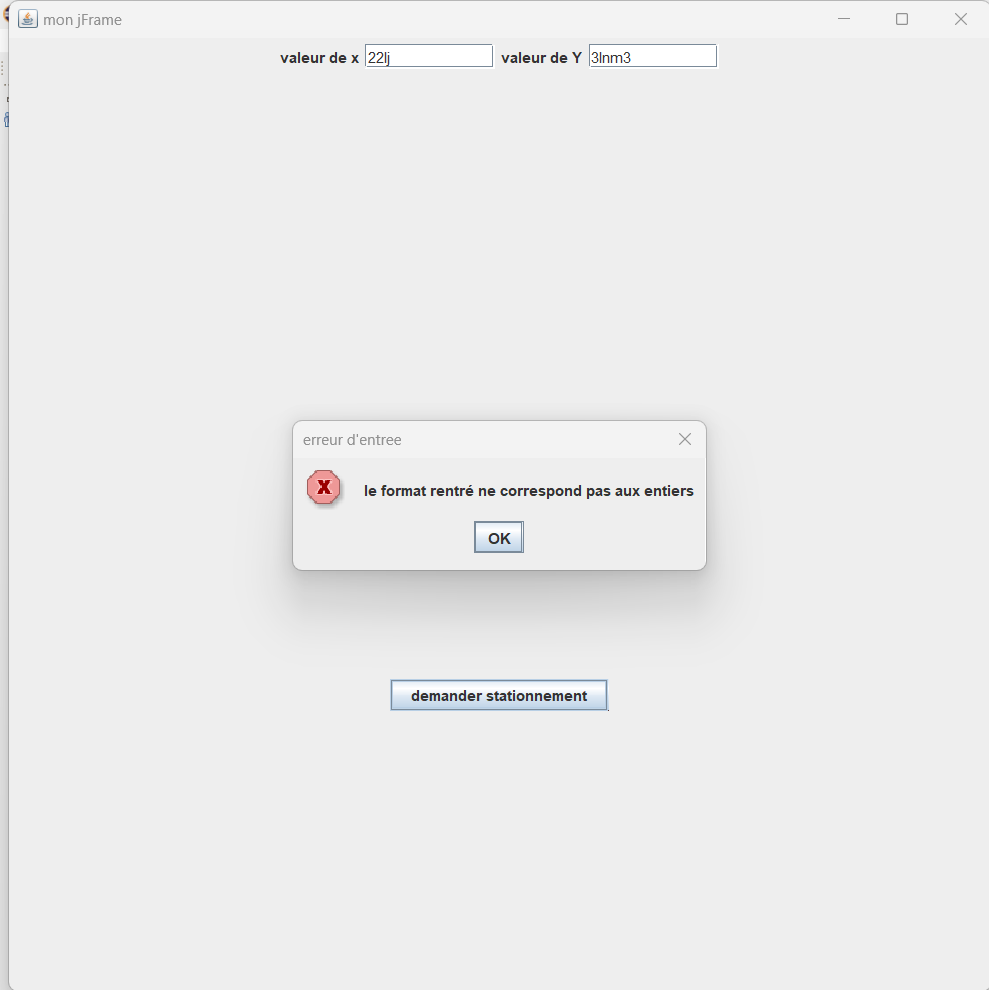 mon jFrame
valeur de x 22lj valeur de Y 3lnm3
erreur d'entree
X
le format rentré ne correspond pas aux entiers
OK
demander stationnement